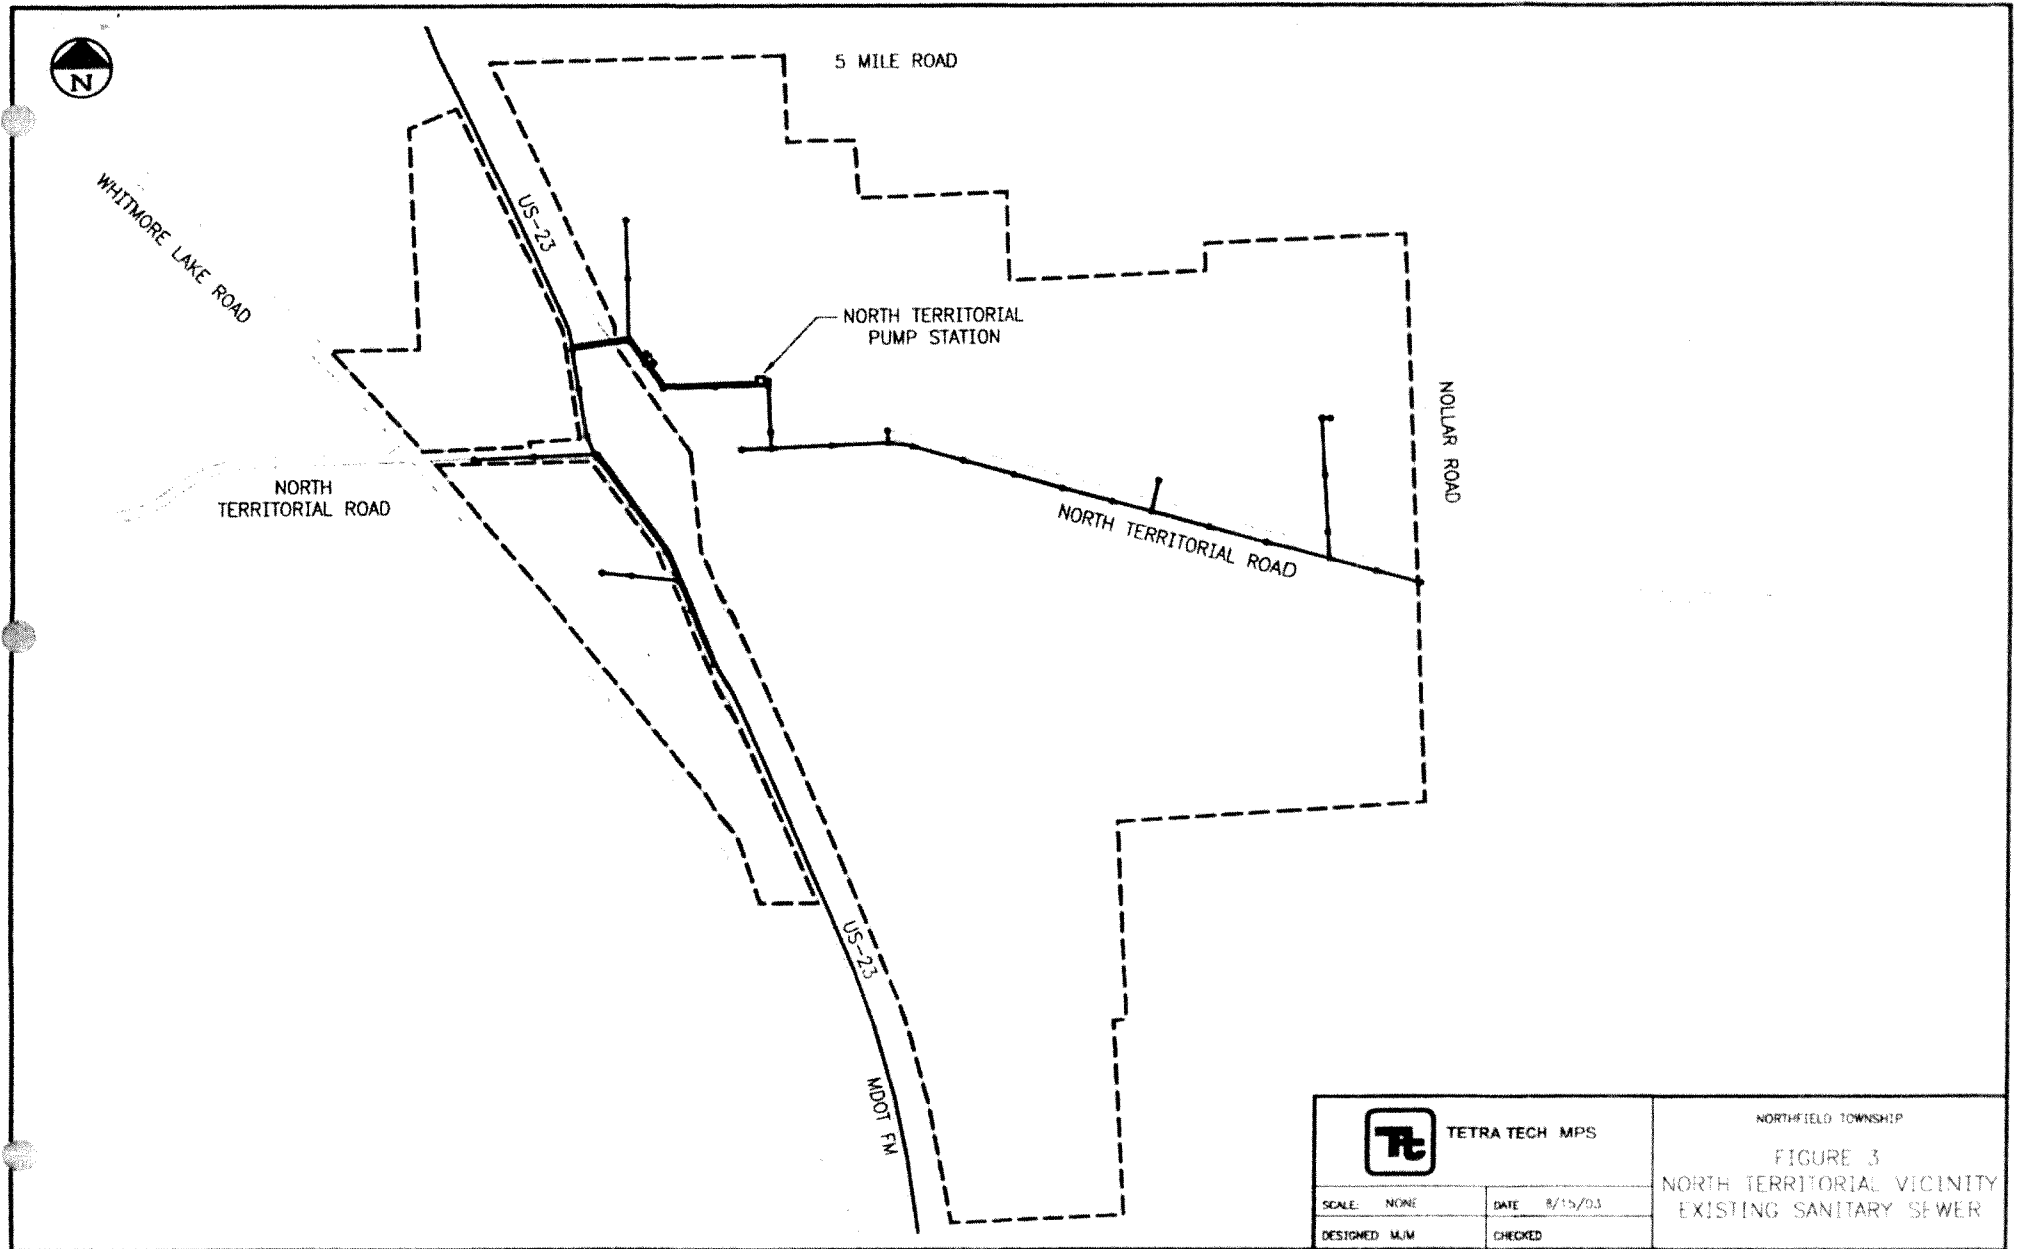 N
5 MILE ROAD
WHITMORE LAKE ROAD
US-23
NORTH TERRITORIAL
PUMP STATION
NOLLAR ROAD
NORTH
TERRITORIAL ROAD
NORTH TERRITORIAL ROAD
US-23
MDOT FM
Tt
TETRA TECH MPS
SCALE: NONE
DATE 8/15/03
DESIGNED MJM
CHECKED
NORTHFIELD TOWNSHIP
FIGURE 3
NORTH TERRITORIAL VICINITY
EXISTING SANITARY SEWER